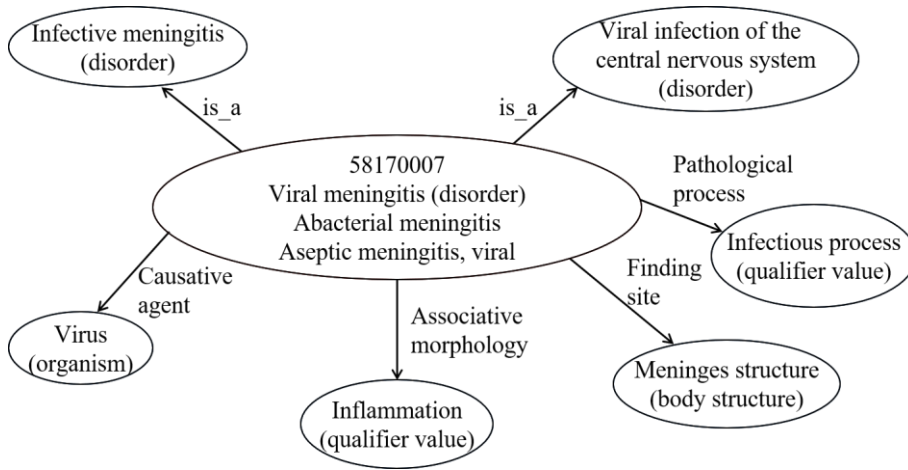 Infective meningitis
(disorder)
Viral infection of the
central nervous system
(disorder)
is_a
is_a
58170007
Viral meningitis (disorder)
Abacterial meningitis
Aseptic meningitis, viral
Pathological
process
Infectious process
(qualifier value)
Causative
agent
Finding
site
Virus
(organism)
Associative
morphology
Meninges structure
(body structure)
Inflammation
(qualifier value)